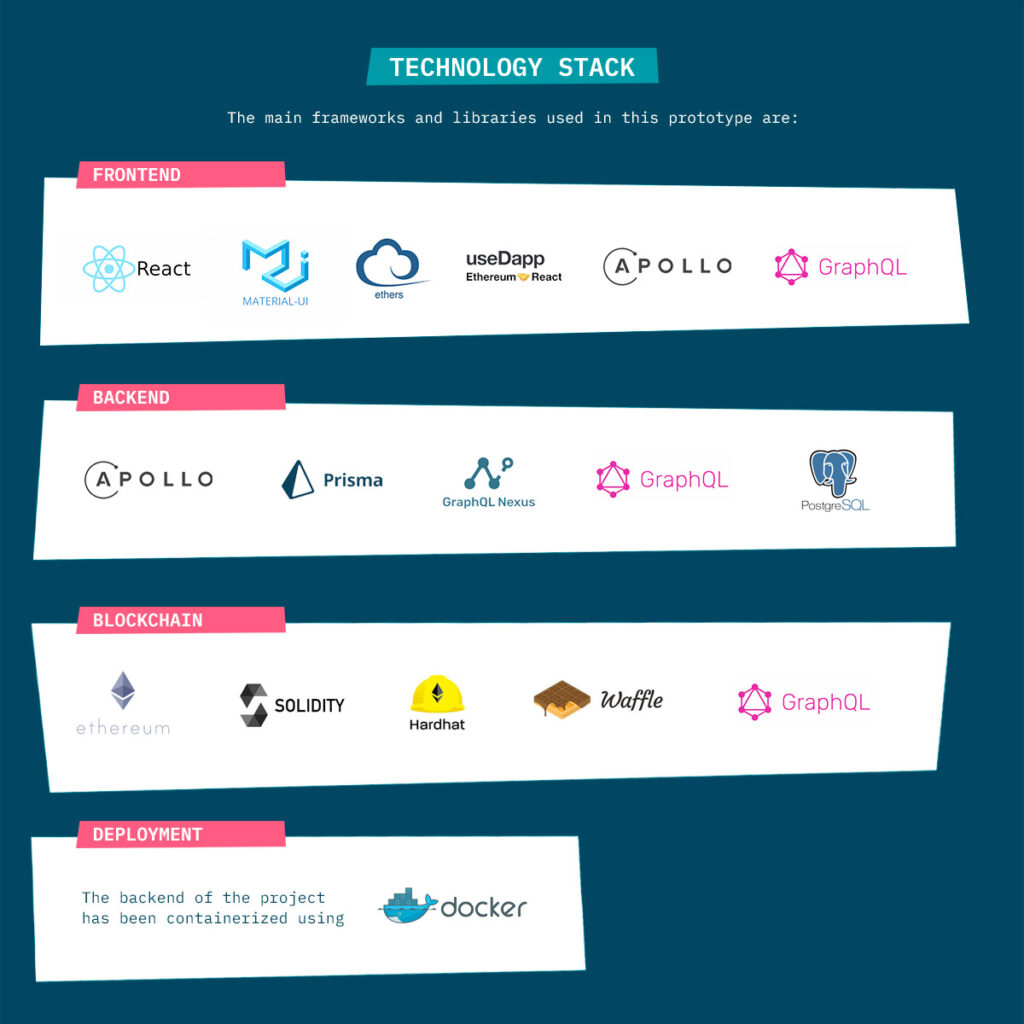 TECHNOLOGY STACK
The main frameworks and libraries used in this prototype are:
FRONTEND
React
MATERIAL-UI
ethers
useDapp
Ethereum🤝React
APOLLO
GraphQL
BACKEND
APOLLO
Prisma
GraphQL Nexus
GraphQL
PostgreSQL
BLOCKCHAIN
ethereum
SOLIDITY
Hardhat
Waffle
GraphQL
DEPLOYMENT
The backend of the project
has been containerized using
docker